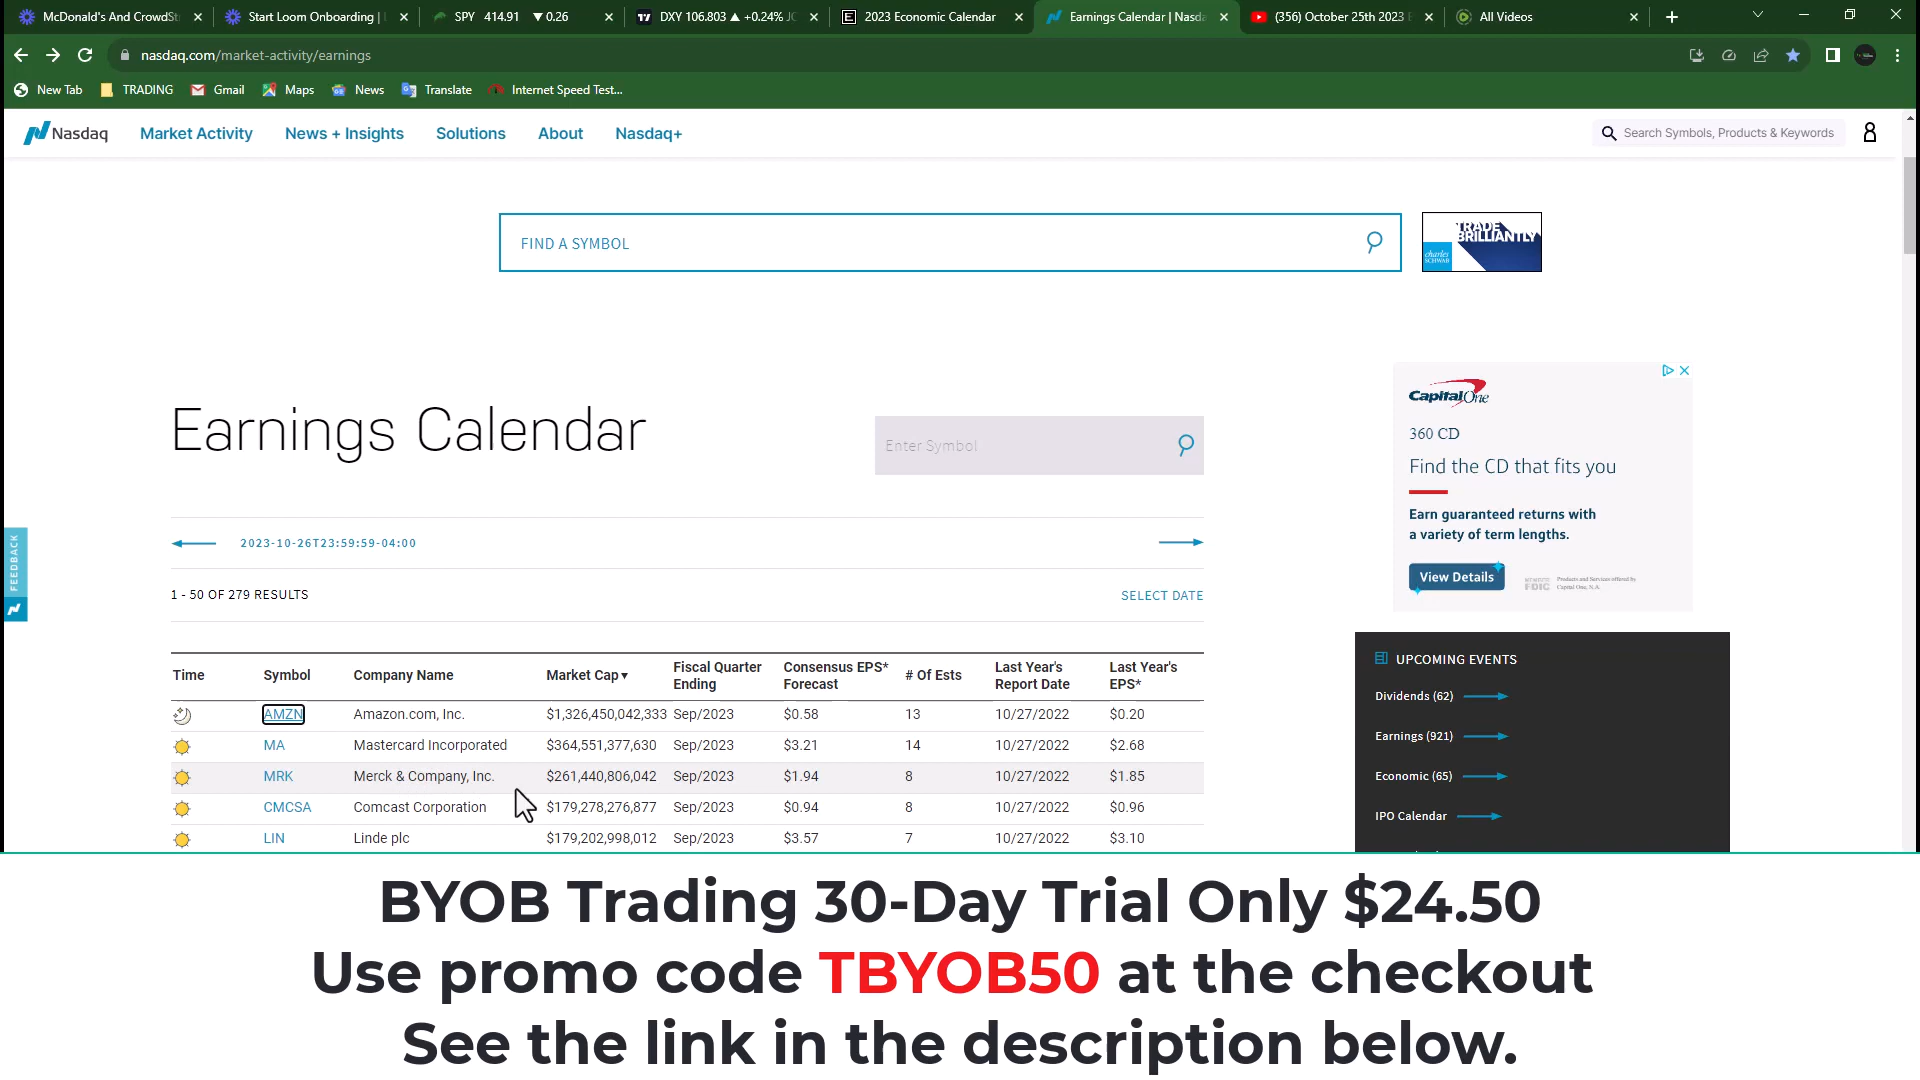 McDonald's And CrowdSt
Start Loom Onboarding |
SPY 414.91 ▼ 0.26
DXY 106.803 ▲ +0.24%
2023 Economic Calendar
Earnings Calendar | Nasda
(356) October 25th 2023
All Videos
nasdaq.com/market-activity/earnings
New Tab TRADING Gmail Maps News Translate Internet Speed Test...
Nasdaq Market Activity News + Insights Solutions About Nasdaq+ Search Symbols, Products & Keywords
FIND A SYMBOL
TRADE
BRILLIANTLY
charles
SCHWAB
Capital One
360 CD
Find the CD that fits you
Earn guaranteed returns with
a variety of term lengths.
View Details
FDIC
Products and Services offered by
Capital One, N.A.
Earnings Calendar
Enter Symbol
FEEDBACK
2023-10-26T23:59:59-04:00
1 - 50 OF 279 RESULTS SELECT DATE
Time Symbol Company Name Market Cap▼ Fiscal Quarter Ending Consensus EPS* Forecast # Of Ests Last Year's Report Date Last Year's EPS*
AMZN Amazon.com, Inc. $1,326,450,042,333 Sep/2023 $0.58 13 10/27/2022 $0.20
MA Mastercard Incorporated $364,551,377,630 Sep/2023 $3.21 14 10/27/2022 $2.68
MRK Merck & Company, Inc. $261,440,806,042 Sep/2023 $1.94 8 10/27/2022 $1.85
CMCSA Comcast Corporation $179,278,276,877 Sep/2023 $0.94 8 10/27/2022 $0.96
LIN Linde plc $179,202,998,012 Sep/2023 $3.57 7 10/27/2022 $3.10
UPCOMING EVENTS
Dividends (62)
Earnings (921)
Economic (65)
IPO Calendar
BYOB Trading 30-Day Trial Only $24.50
Use promo code TBYOB50 at the checkout
See the link in the description below.